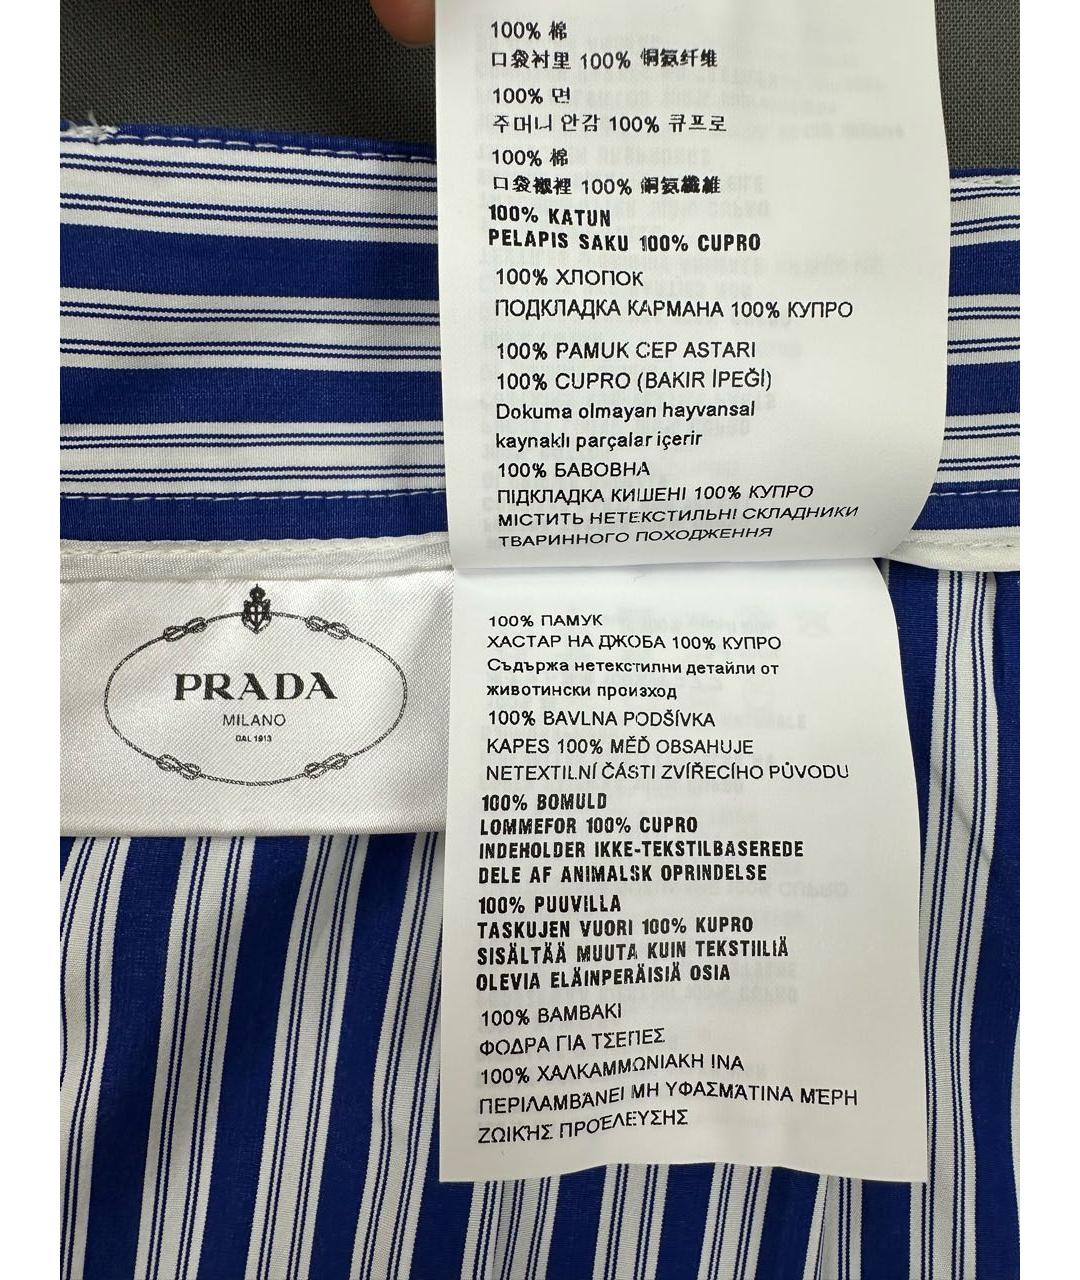 100% 棉
口袋衬里 100% 铜氨纤维
100% 면
주머니 안감 100% 큐프로
100% 棉
口袋襯裡 100% 銅氨纖維
100% KATUN
PELAPIS SAKU 100% CUPRO
100% ХЛОПОК
ПОДКЛАДКА КАРМАНА 100% КУПРО
100% PAMUK CEP ASTARI
100% CUPRO (BAKIR İPEĞİ)
Dokuma olmayan hayvansal
kaynaklı parçalar içerir
100% БАВОВНА
ПІДКЛАДКА КИШЕНІ 100% КУПРО
МІСТИТЬ НЕТЕКСТИЛЬНІ СКЛАДНИКИ
ТВАРИННОГО ПОХОДЖЕННЯ
PRADA
MILANO
DAL 1913
100% ПАМУК
ХАСТАР НА ДЖОБА 100% КУПРО
Съдържа нетекстилни детайли от
животински произход
100% BAVLNA PODŠÍVKA
KAPES 100% MĚĎ OBSAHUJE
NETEXTILNÍ ČÁSTI ZVÍŘECÍHO PŮVODU
100% BOMULD
LOMMEFOR 100% CUPRO
INDEHOLDER IKKE-TEKSTILBASEREDE
DELE AF ANIMALSK OPRINDELSE
100% PUUVILLA
TASKUJEN VUORI 100% KUPRO
SISÄLTÄÄ MUUTA KUIN TEKSTIILIÄ
OLEVIA ELÄINPERÄISIÄ OSIA
100% ΒΑΜΒΑΚΙ
ΦΟΔΡΑ ΓΙΑ ΤΣΕΠΕΣ
100% ΧΑΛΚΑΜΜΩΝΙΑΚΗ ΙΝΑ
ΠΕΡΙΛΑΜΒΆΝΕΙ ΜΗ ΥΦΑΣΜΆΤΙΝΑ ΜΈΡΗ
ΖΩΙΚΉΣ ΠΡΟΈΛΕΥΣΗΣ